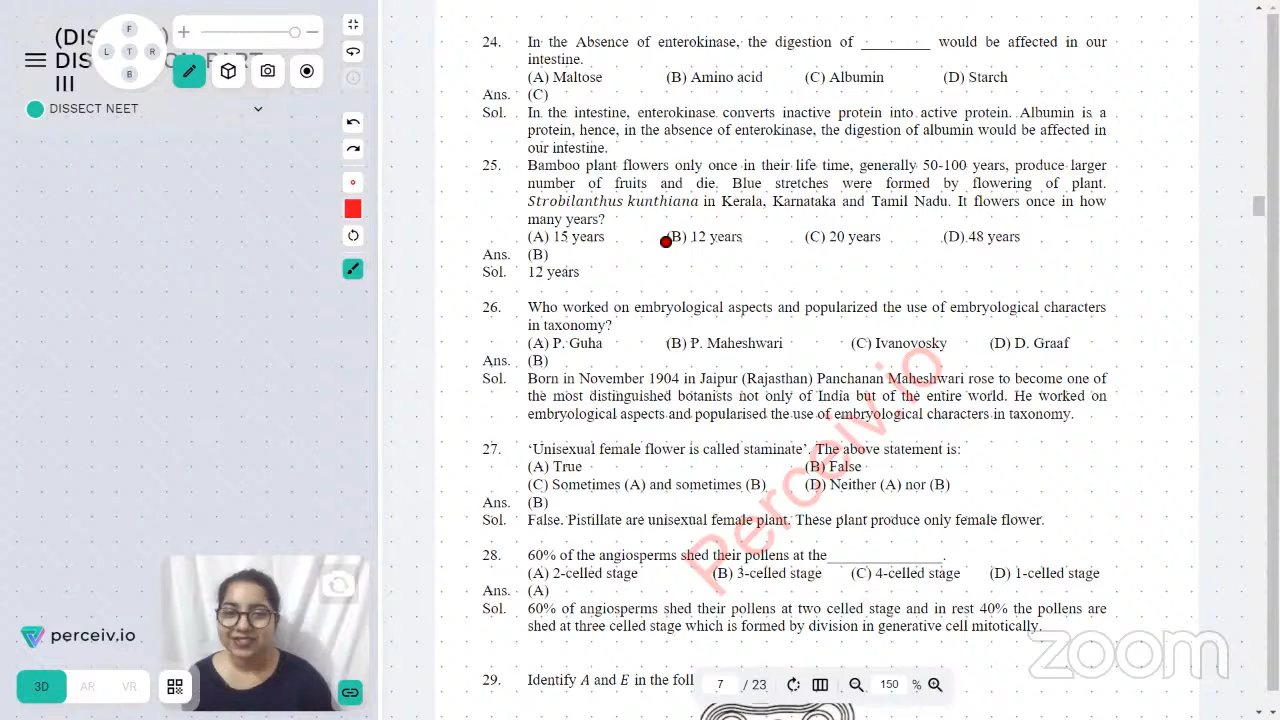 (DIS
DIS
III
ON PART
F
L T R
B
DISSECT NEET
24. In the Absence of enterokinase, the digestion of __________ would be affected in our
intestine.
(A) Maltose (B) Amino acid (C) Albumin (D) Starch
Ans. (C)
Sol. In the intestine, enterokinase converts inactive protein into active protein. Albumin is a
protein, hence, in the absence of enterokinase, the digestion of albumin would be affected in
our intestine.
25. Bamboo plant flowers only once in their life time, generally 50-100 years, produce larger
number of fruits and die. Blue stretches were formed by flowering of plant.
Strobilanthus kunthiana in Kerala, Karnataka and Tamil Nadu. It flowers once in how
many years?
(A) 15 years (B) 12 years (C) 20 years (D) 48 years
Ans. (B)
Sol. 12 years
26. Who worked on embryological aspects and popularized the use of embryological characters
in taxonomy?
(A) P. Guha (B) P. Maheshwari (C) Ivanovosky (D) D. Graaf
Ans. (B)
Sol. Born in November 1904 in Jaipur (Rajasthan) Panchanan Maheshwari rose to become one of
the most distinguished botanists not only of India but of the entire world. He worked on
embryological aspects and popularised the use of embryological characters in taxonomy.
27. 'Unisexual female flower is called staminate'. The above statement is:
(A) True (B) False
(C) Sometimes (A) and sometimes (B) (D) Neither (A) nor (B)
Ans. (B)
Sol. False. Pistillate are unisexual female plant. These plant produce only female flower.
28. 60% of the angiosperms shed their pollens at the________________.
(A) 2-celled stage (B) 3-celled stage (C) 4-celled stage (D) 1-celled stage
Ans. (A)
Sol. 60% of angiosperms shed their pollens at two celled stage and in rest 40% the pollens are
shed at three celled stage which is formed by division in generative cell mitotically.
29. Identify A and E in the foll
Perceiv.io
perceiv.io
zoom
3D AR VR
7 / 23 150 %